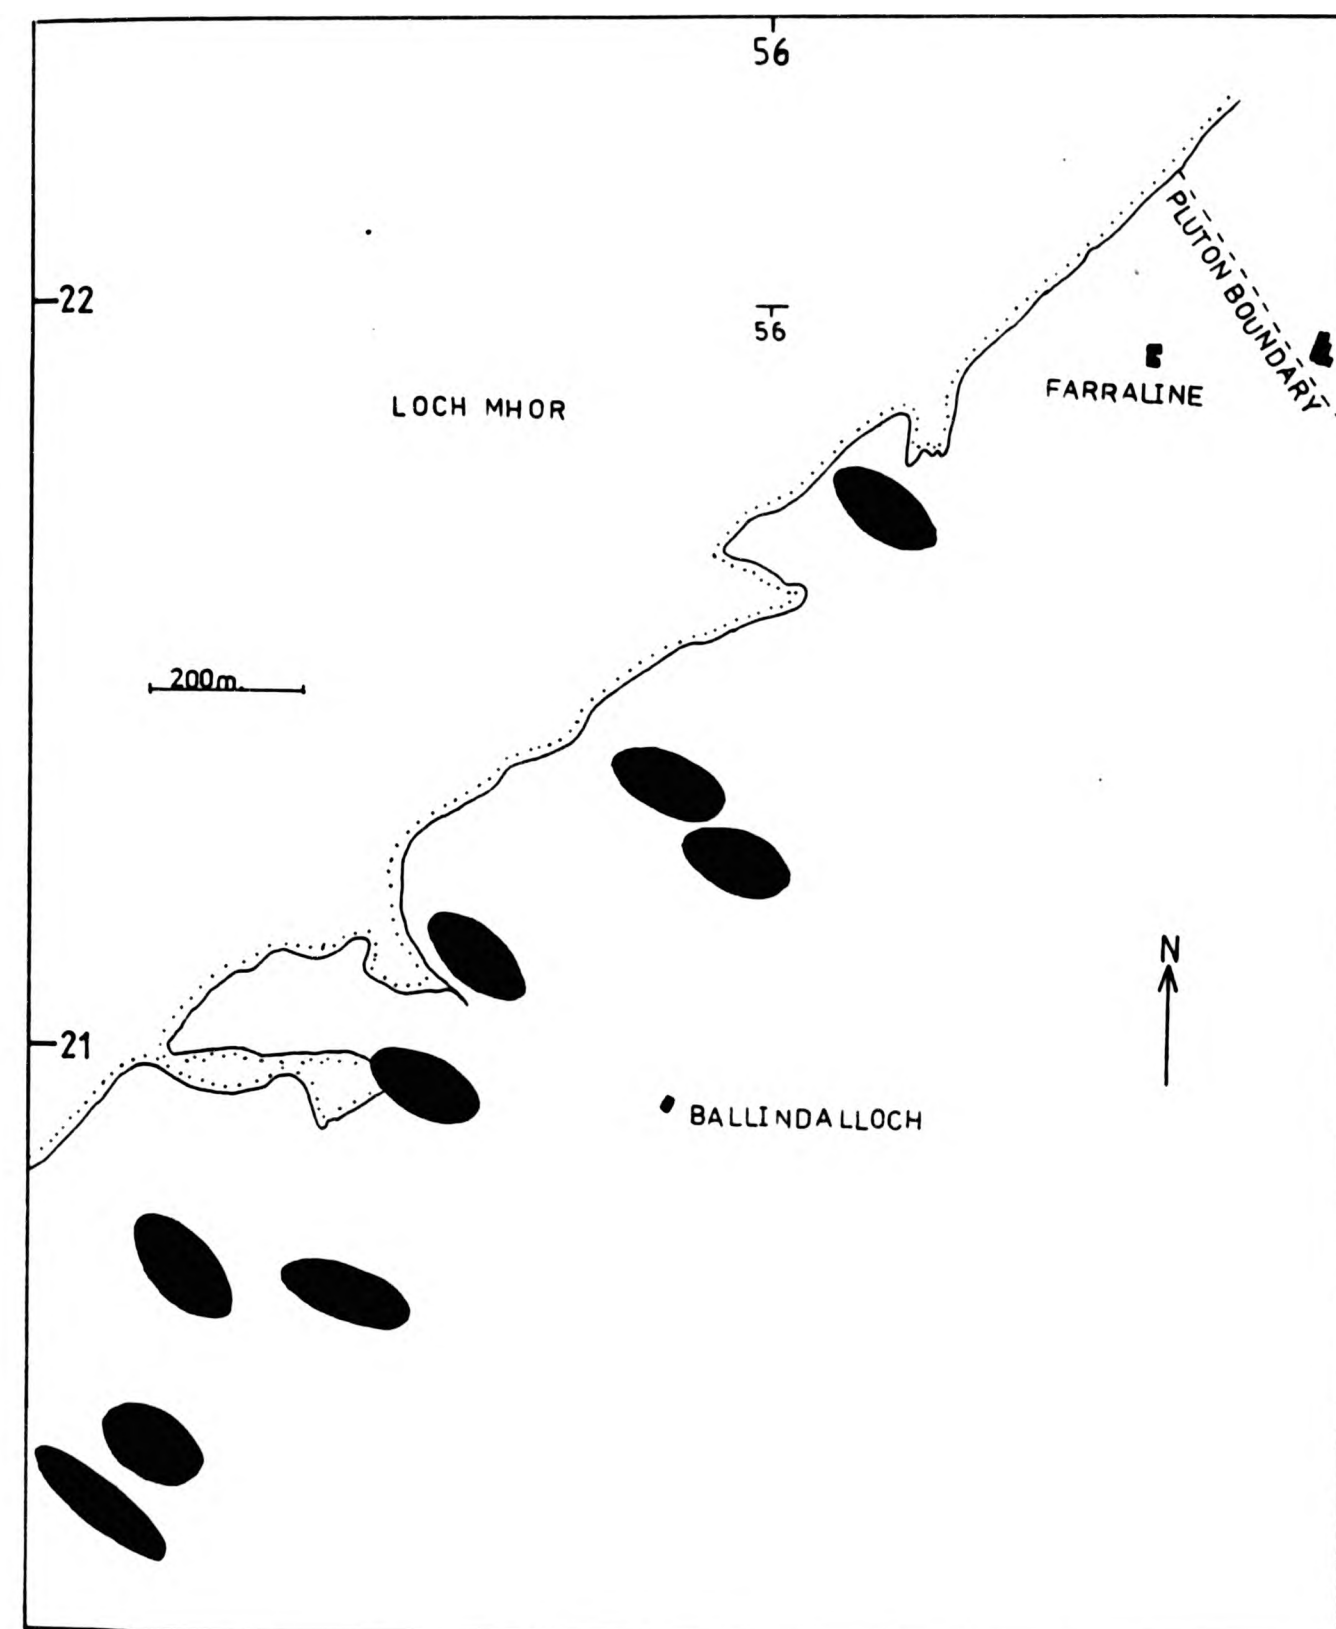 56
22
56
LOCH MHOR
FARRALINE
PLUTON BOUNDARY
200m.
N
21
BALLINDALLOCH